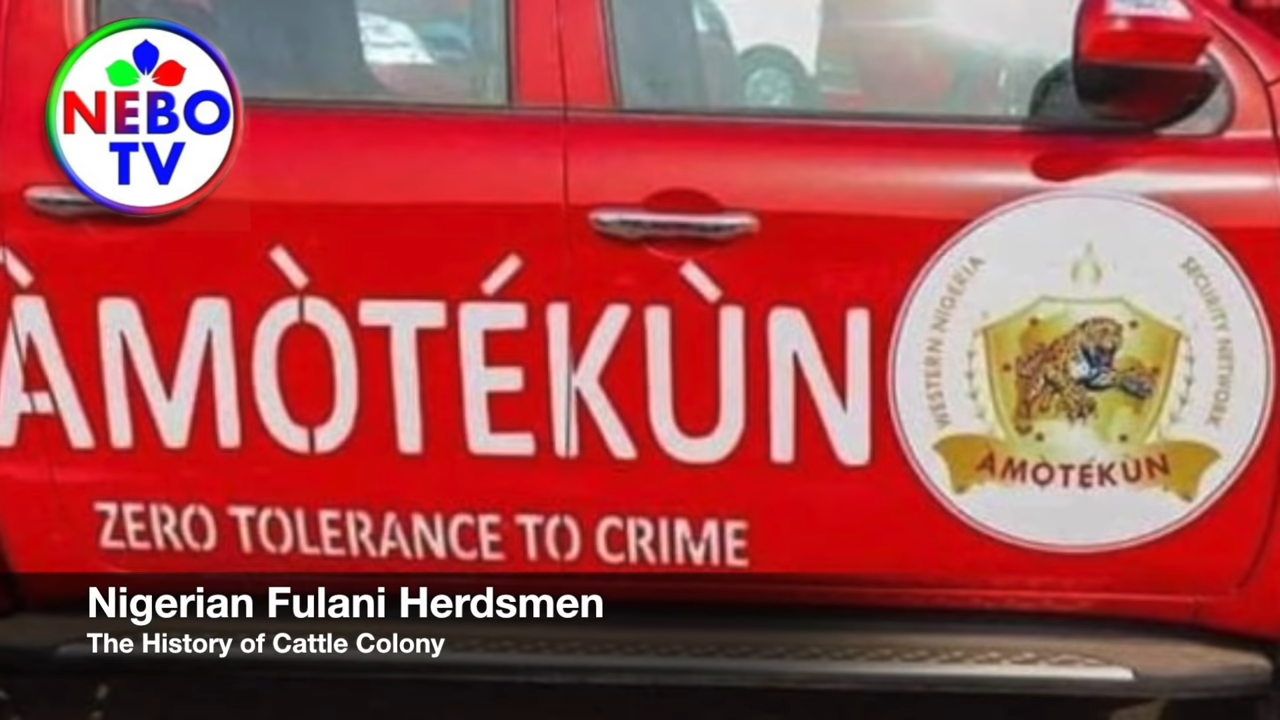 NEBO
TV
ÀMÒTÉKÙN
ZERO TOLERANCE TO CRIME
WESTERN NIGERIA
SECURITY NETWORK
ÀMÒTÉKÙN
Nigerian Fulani Herdsmen
The History of Cattle Colony